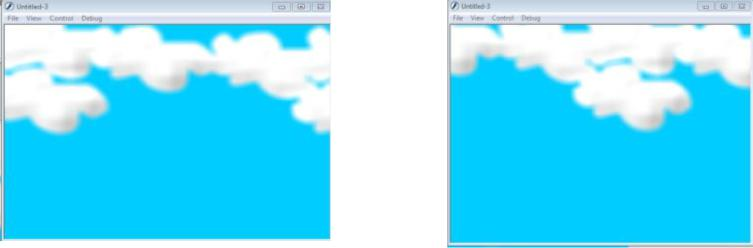 Untitled-3
File View Control Debug
Untitled-3
File View Control Debug